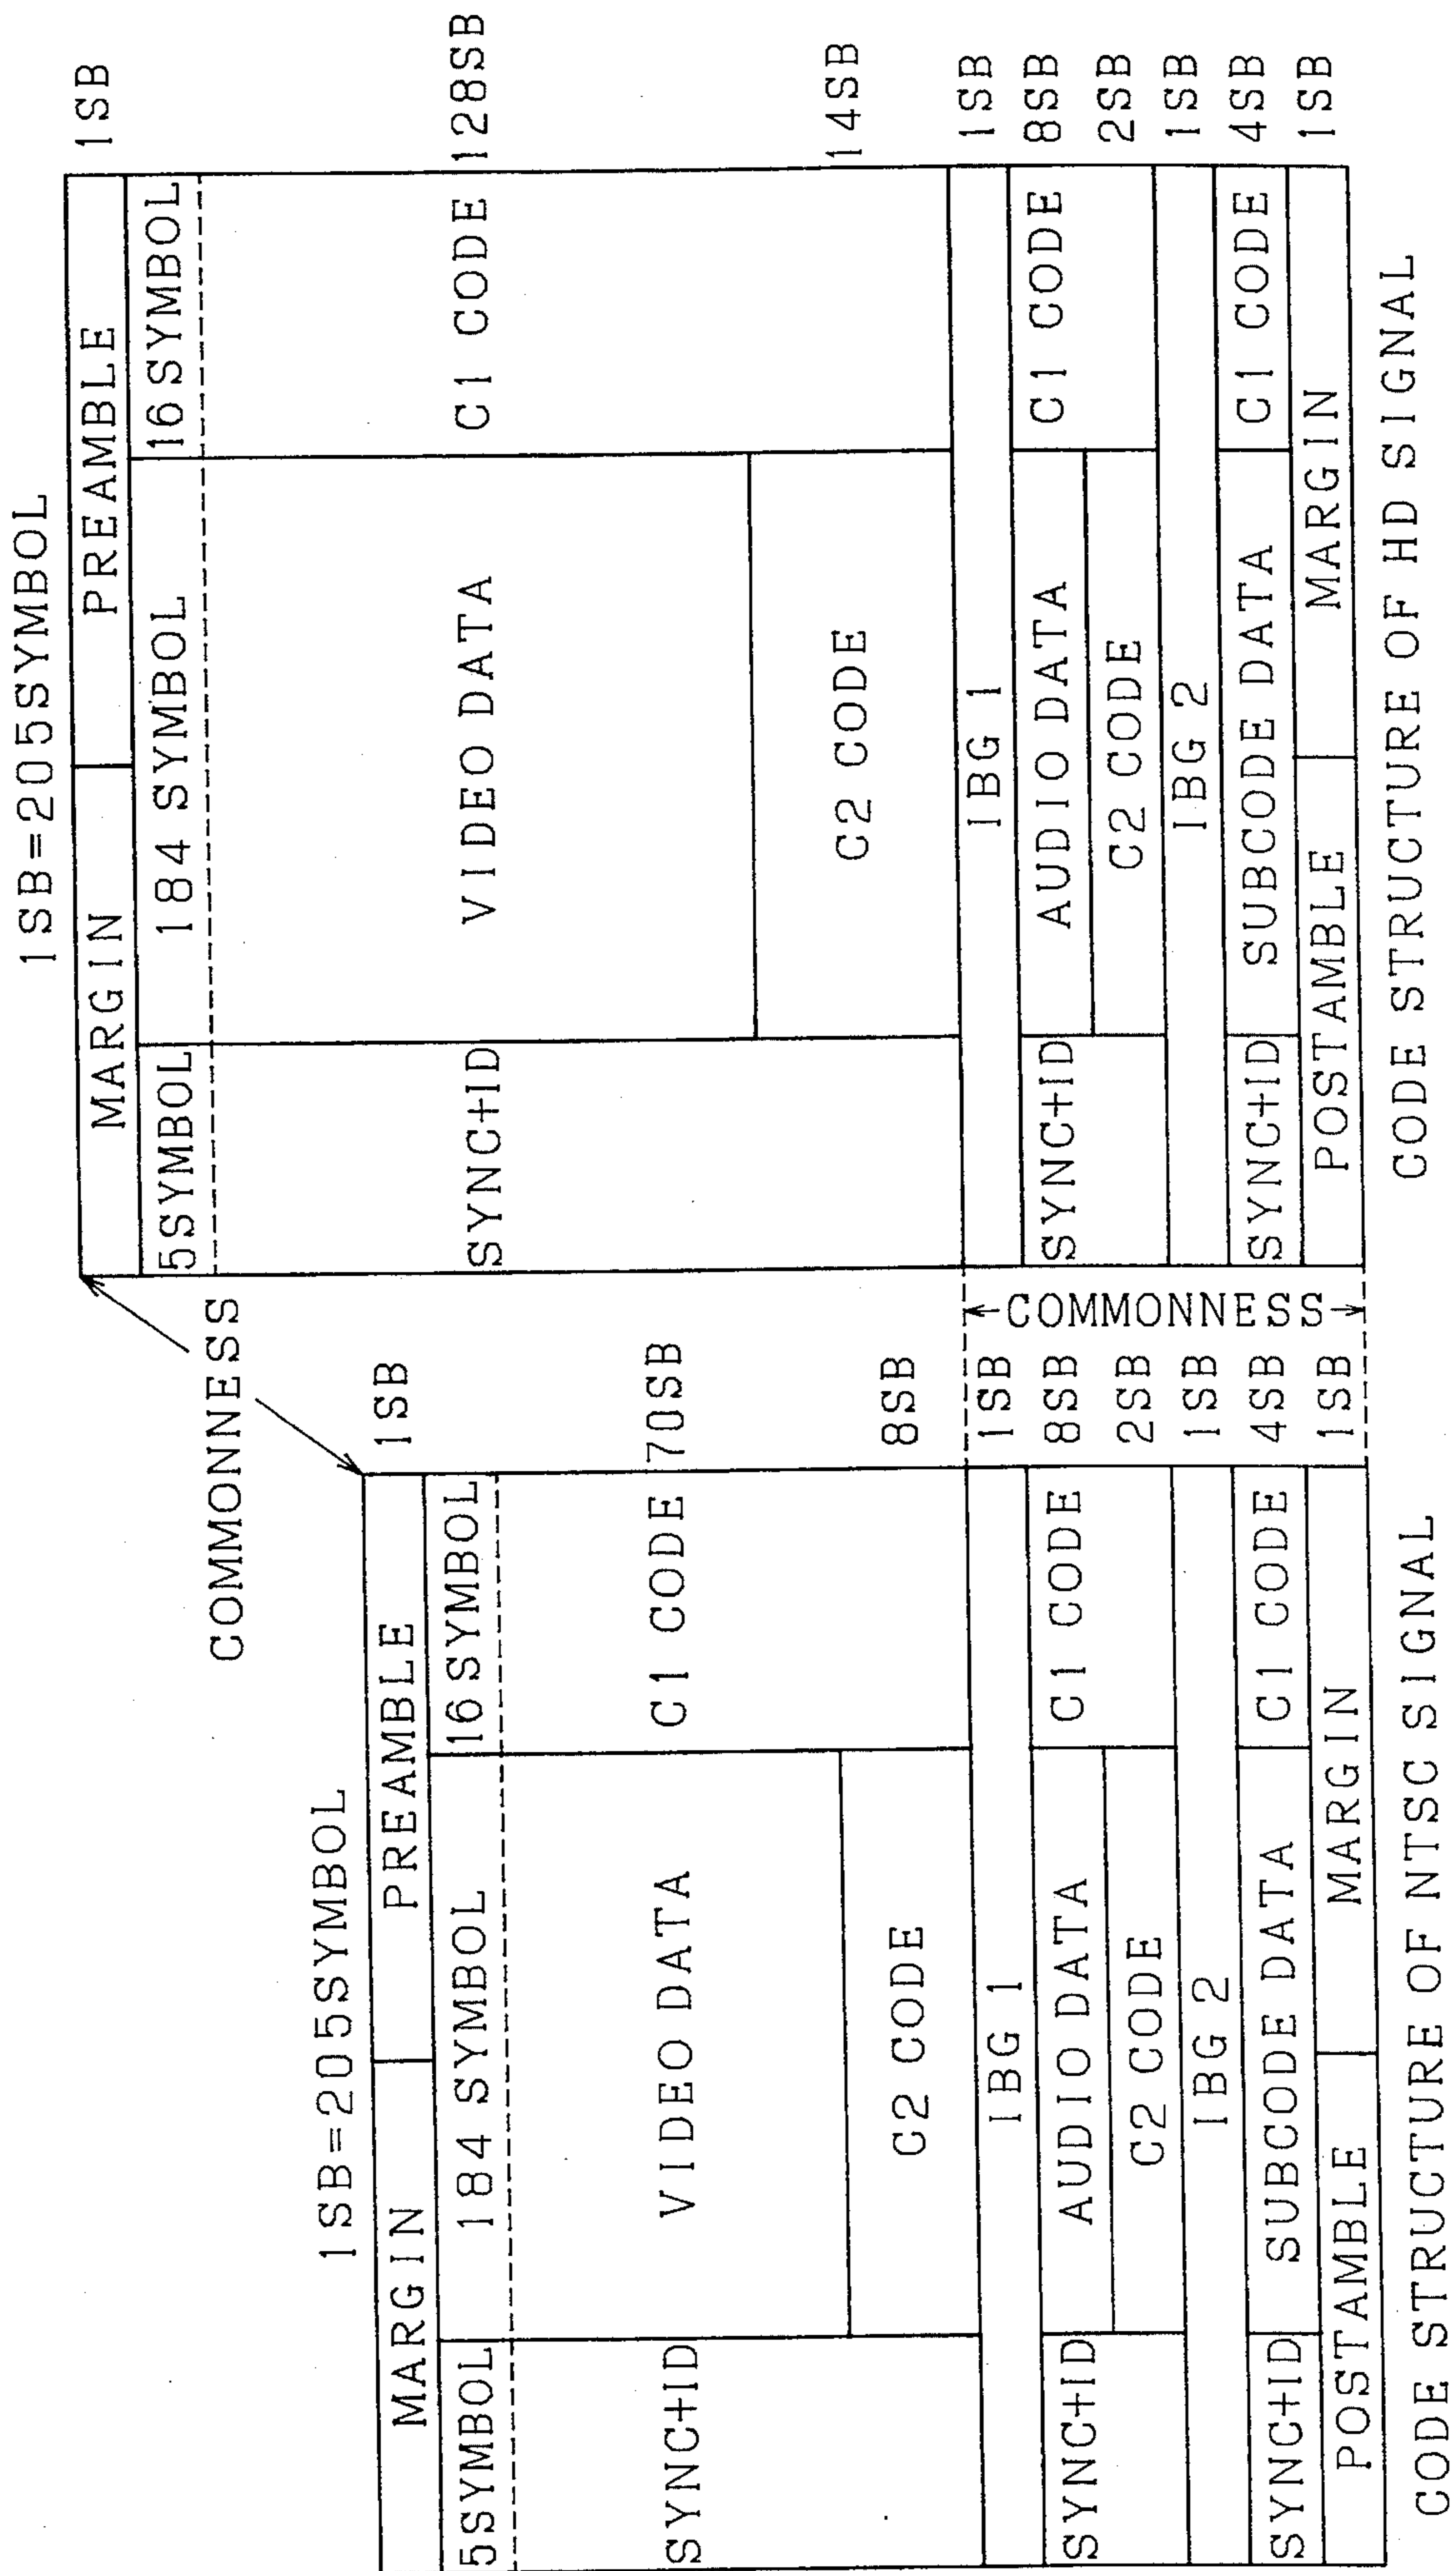 1SB=205SYMBOL
MARGIN PREAMBLE 1SB
5SYMBOL 184 SYMBOL 16SYMBOL
SYNC+ID VIDEO DATA C1 CODE 70SB
C2 CODE 8SB
IBG 1 1SB
SYNC+ID AUDIO DATA C1 CODE 8SB
C2 CODE 2SB
IBG 2 1SB
SYNC+ID SUBCODE DATA C1 CODE 4SB
POSTAMBLE MARGIN 1SB
CODE STRUCTURE OF NTSC SIGNAL
COMMONNESS
COMMONNESS
1SB=205SYMBOL
MARGIN PREAMBLE 1SB
5SYMBOL 184 SYMBOL 16SYMBOL
SYNC+ID VIDEO DATA C1 CODE 128SB
C2 CODE 14SB
IBG 1 1SB
SYNC+ID AUDIO DATA C1 CODE 8SB
C2 CODE 2SB
IBG 2 1SB
SYNC+ID SUBCODE DATA C1 CODE 4SB
POSTAMBLE MARGIN 1SB
CODE STRUCTURE OF HD SIGNAL